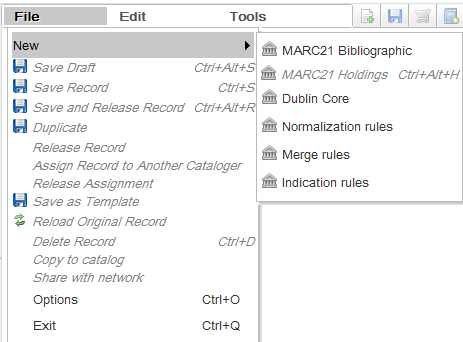 File Edit Tools
New
Save Draft Ctrl+Alt+S
Save Record Ctrl+S
Save and Release Record Ctrl+Alt+R
Duplicate
Release Record
Assign Record to Another Cataloger
Release Assignment
Save as Template
Reload Original Record
Delete Record Ctrl+D
Copy to catalog
Share with network
Options Ctrl+O
Exit Ctrl+Q
MARC21 Bibliographic
MARC21 Holdings Ctrl+Alt+H
Dublin Core
Normalization rules
Merge rules
Indication rules